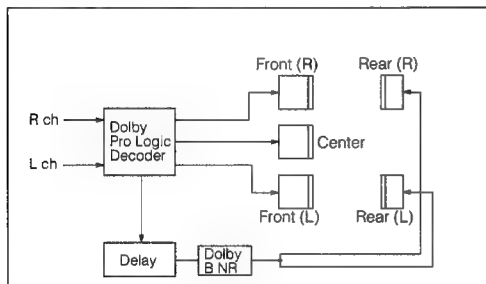 Front (R)
Rear (R)
R ch
Dolby
Pro Logic
Decoder
Center
L ch
Front (L)
Rear (L)
Delay
Dolby
B NR